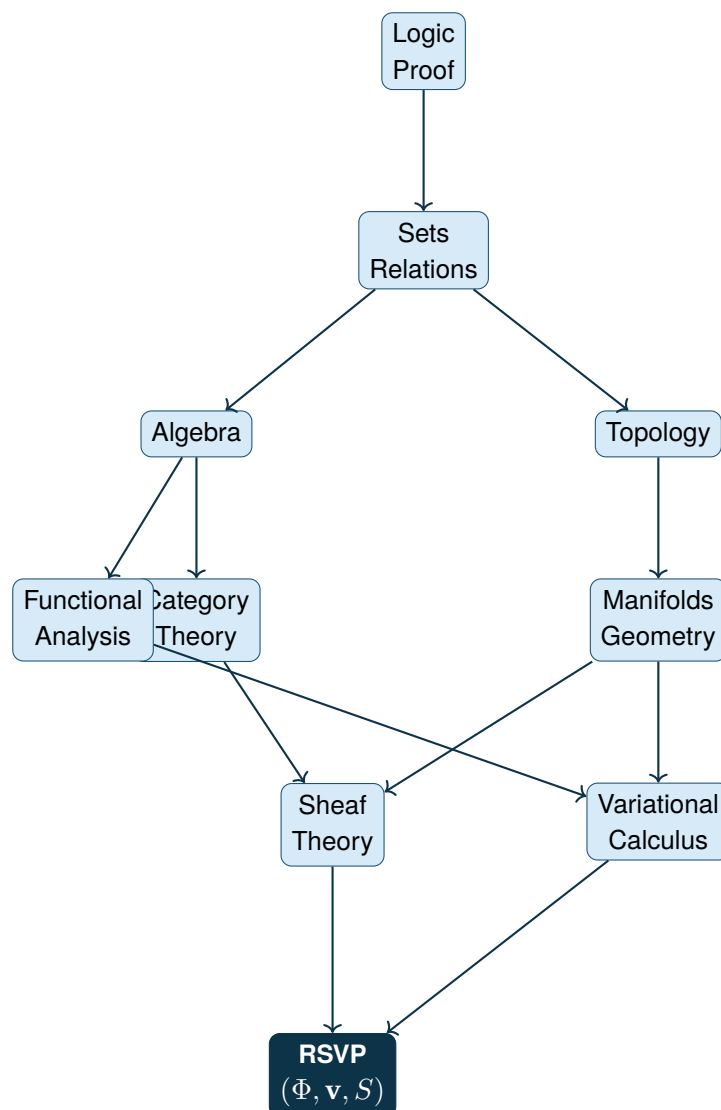 Logic
Proof
Sets
Relations
Algebra
Topology
Functional
Analysis
Category
Theory
Manifolds
Geometry
Sheaf
Theory
Variational
Calculus
RSVP
(Φ, v, S)